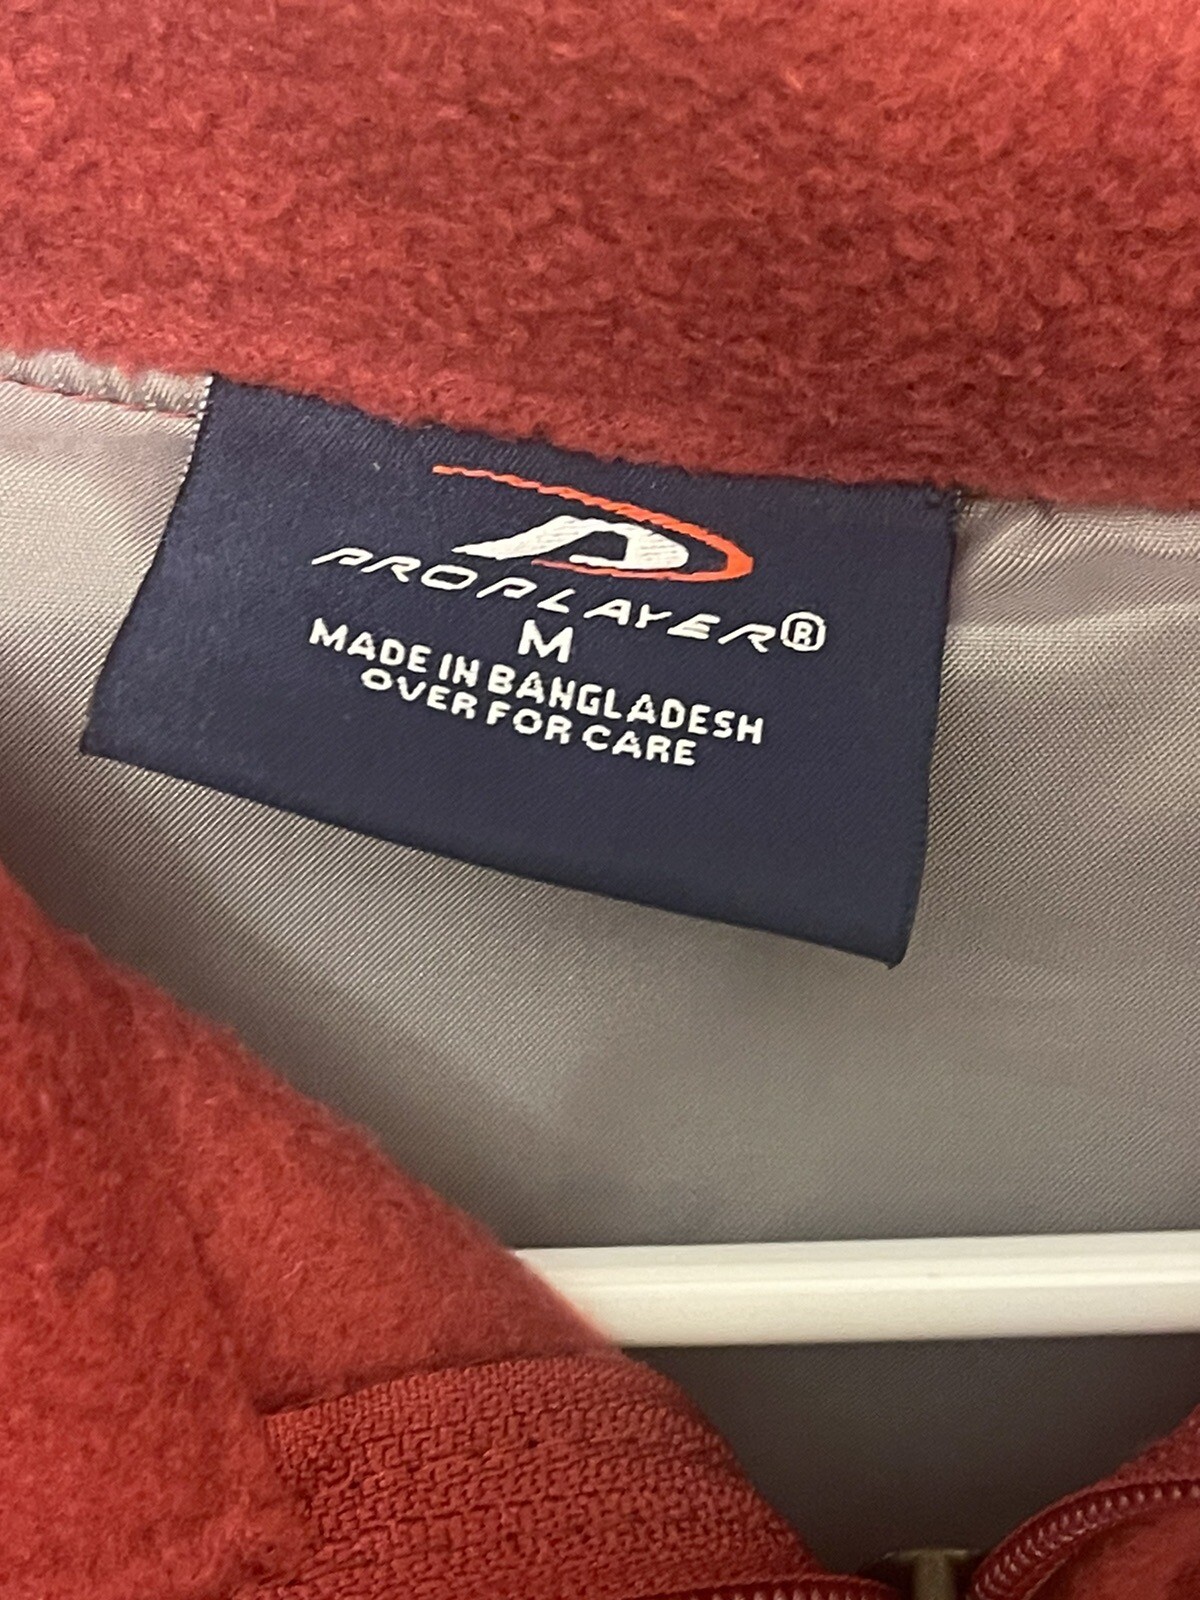 PROPLAYER®
M
MADE IN BANGLADESH
OVER FOR CARE